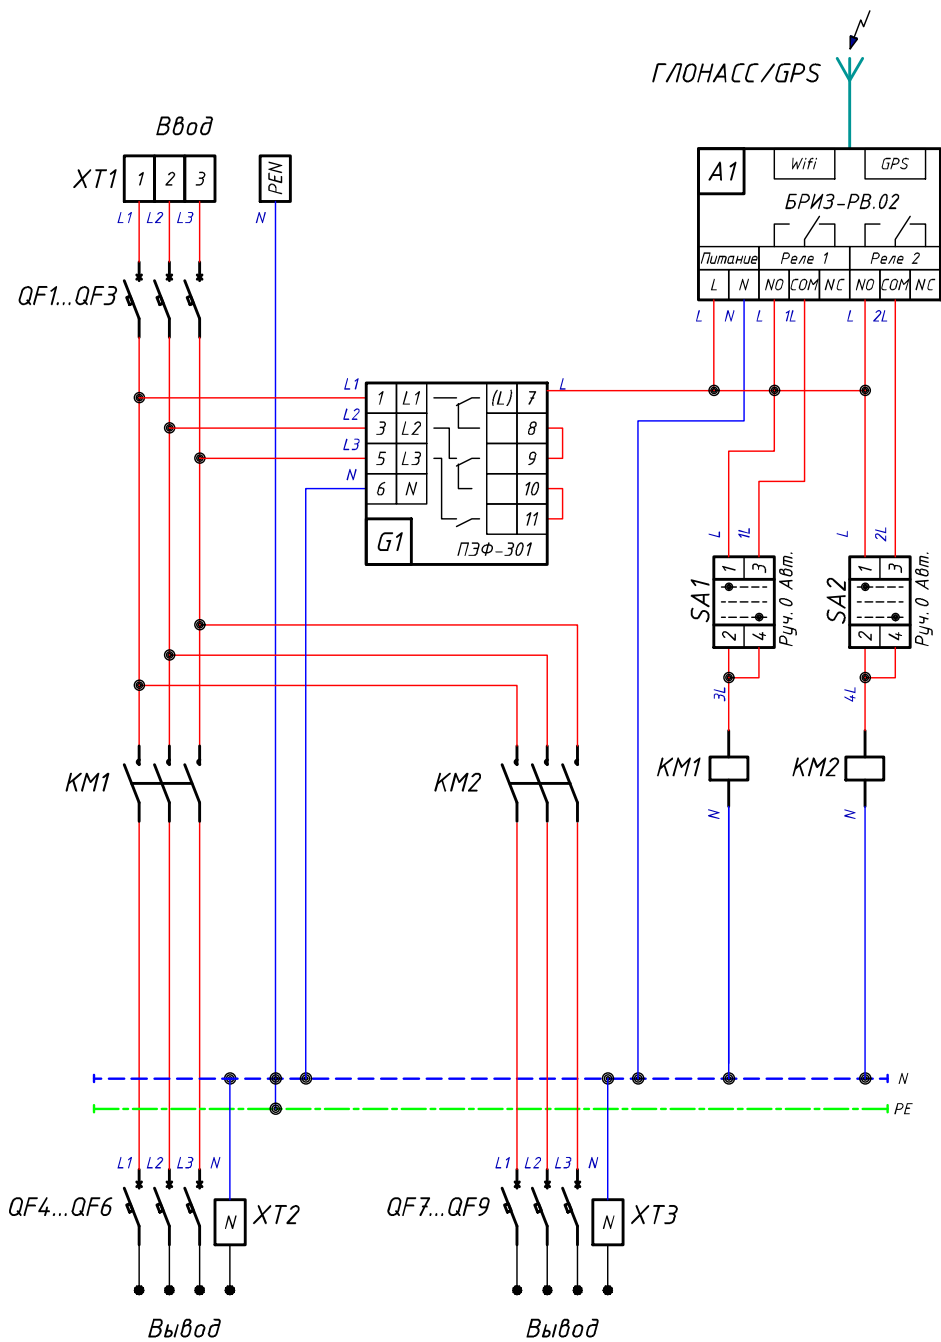 ГЛОНАСС/GPS
Ввод
XT1 1 2 3 PEN
L1 L2 L3 N
QF1...QF3
A1 Wifi GPS
БРИЗ-РВ.02
Питание Реле 1 Реле 2
L N NO COM NC NO COM NC
L N L 1L L 2L
L1 1 L1 (L) 7 L
L2 3 L2 8
L3 5 L3 9
N 6 N 10
11
G1 ПЭФ-301
L 1L L 2L
SA1 1 3 2 4 Руч. 0 Авт.
SA2 1 3 2 4 Руч. 0 Авт.
3L 4L
KM1 KM2 KM1 KM2
N N
N
PE
L1 L2 L3 N L1 L2 L3 N
QF4...QF6 N XT2 QF7...QF9 N XT3
Вывод Вывод